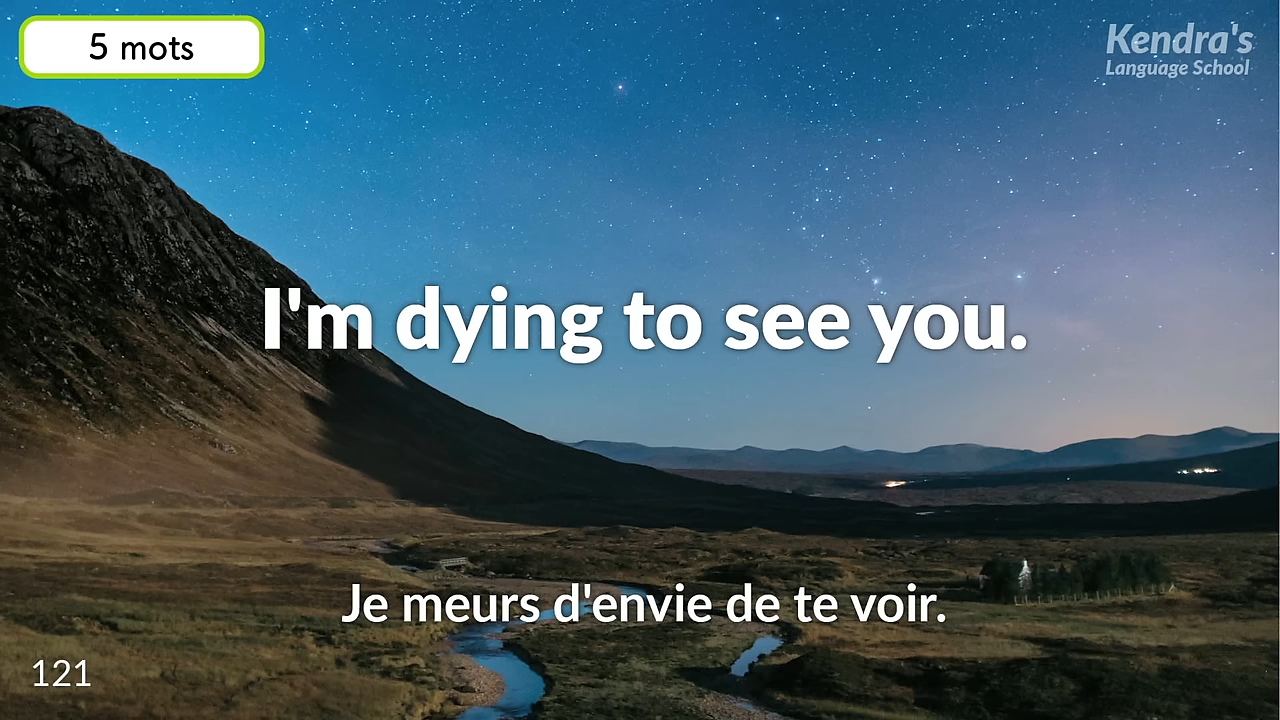 5 mots
Kendra's
Language School
I'm dying to see you.
Je meurs d'envie de te voir.
121